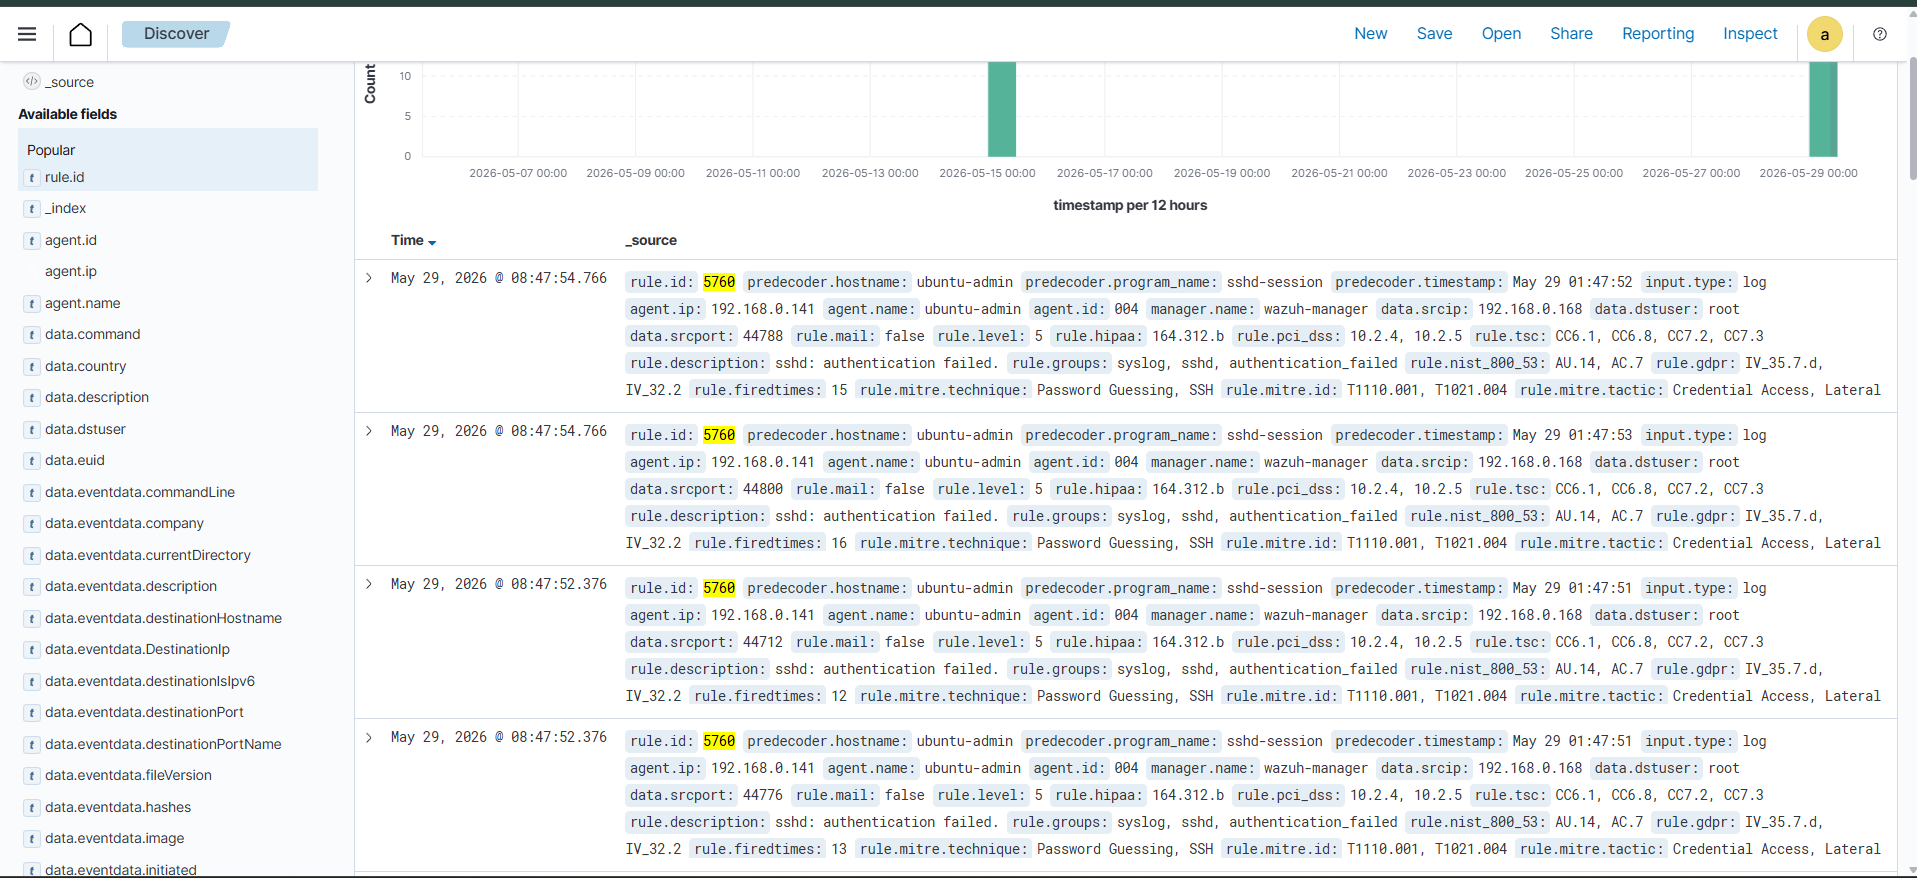 Discover
New Save Open Share Reporting Inspect a
_source
Available fields
Popular
rule.id
_index
agent.id
agent.ip
agent.name
data.command
data.country
data.description
data.dstuser
data.euid
data.eventdata.commandLine
data.eventdata.company
data.eventdata.currentDirectory
data.eventdata.description
data.eventdata.destinationHostname
data.eventdata.DestinationIp
data.eventdata.destinationIsIpv6
data.eventdata.destinationPort
data.eventdata.destinationPortName
data.eventdata.fileVersion
data.eventdata.hashes
data.eventdata.image
data.eventdata.initiated
Count
10
5
0
2026-05-07 00:00 2026-05-09 00:00 2026-05-11 00:00 2026-05-13 00:00 2026-05-15 00:00 2026-05-17 00:00 2026-05-19 00:00 2026-05-21 00:00 2026-05-23 00:00 2026-05-25 00:00 2026-05-27 00:00 2026-05-29 00:00
timestamp per 12 hours
Time _source
May 29, 2026 @ 08:47:54.766 rule.id: 5760 predecoder.hostname: ubuntu-admin predecoder.program_name: sshd-session predecoder.timestamp: May 29 01:47:52 input.type: log
agent.ip: 192.168.0.141 agent.name: ubuntu-admin agent.id: 004 manager.name: wazuh-manager data.srcip: 192.168.0.168 data.dstuser: root
data.srcport: 44788 rule.mail: false rule.level: 5 rule.hipaa: 164.312.b rule.pci_dss: 10.2.4, 10.2.5 rule.tsc: CC6.1, CC6.8, CC7.2, CC7.3
rule.description: sshd: authentication failed. rule.groups: syslog, sshd, authentication_failed rule.nist_800_53: AU.14, AC.7 rule.gdpr: IV_35.7.d,
IV_32.2 rule.firedtimes: 15 rule.mitre.technique: Password Guessing, SSH rule.mitre.id: T1110.001, T1021.004 rule.mitre.tactic: Credential Access, Lateral
May 29, 2026 @ 08:47:54.766 rule.id: 5760 predecoder.hostname: ubuntu-admin predecoder.program_name: sshd-session predecoder.timestamp: May 29 01:47:53 input.type: log
agent.ip: 192.168.0.141 agent.name: ubuntu-admin agent.id: 004 manager.name: wazuh-manager data.srcip: 192.168.0.168 data.dstuser: root
data.srcport: 44800 rule.mail: false rule.level: 5 rule.hipaa: 164.312.b rule.pci_dss: 10.2.4, 10.2.5 rule.tsc: CC6.1, CC6.8, CC7.2, CC7.3
rule.description: sshd: authentication failed. rule.groups: syslog, sshd, authentication_failed rule.nist_800_53: AU.14, AC.7 rule.gdpr: IV_35.7.d,
IV_32.2 rule.firedtimes: 16 rule.mitre.technique: Password Guessing, SSH rule.mitre.id: T1110.001, T1021.004 rule.mitre.tactic: Credential Access, Lateral
May 29, 2026 @ 08:47:52.376 rule.id: 5760 predecoder.hostname: ubuntu-admin predecoder.program_name: sshd-session predecoder.timestamp: May 29 01:47:51 input.type: log
agent.ip: 192.168.0.141 agent.name: ubuntu-admin agent.id: 004 manager.name: wazuh-manager data.srcip: 192.168.0.168 data.dstuser: root
data.srcport: 44712 rule.mail: false rule.level: 5 rule.hipaa: 164.312.b rule.pci_dss: 10.2.4, 10.2.5 rule.tsc: CC6.1, CC6.8, CC7.2, CC7.3
rule.description: sshd: authentication failed. rule.groups: syslog, sshd, authentication_failed rule.nist_800_53: AU.14, AC.7 rule.gdpr: IV_35.7.d,
IV_32.2 rule.firedtimes: 12 rule.mitre.technique: Password Guessing, SSH rule.mitre.id: T1110.001, T1021.004 rule.mitre.tactic: Credential Access, Lateral
May 29, 2026 @ 08:47:52.376 rule.id: 5760 predecoder.hostname: ubuntu-admin predecoder.program_name: sshd-session predecoder.timestamp: May 29 01:47:51 input.type: log
agent.ip: 192.168.0.141 agent.name: ubuntu-admin agent.id: 004 manager.name: wazuh-manager data.srcip: 192.168.0.168 data.dstuser: root
data.srcport: 44776 rule.mail: false rule.level: 5 rule.hipaa: 164.312.b rule.pci_dss: 10.2.4, 10.2.5 rule.tsc: CC6.1, CC6.8, CC7.2, CC7.3
rule.description: sshd: authentication failed. rule.groups: syslog, sshd, authentication_failed rule.nist_800_53: AU.14, AC.7 rule.gdpr: IV_35.7.d,
IV_32.2 rule.firedtimes: 13 rule.mitre.technique: Password Guessing, SSH rule.mitre.id: T1110.001, T1021.004 rule.mitre.tactic: Credential Access, Lateral